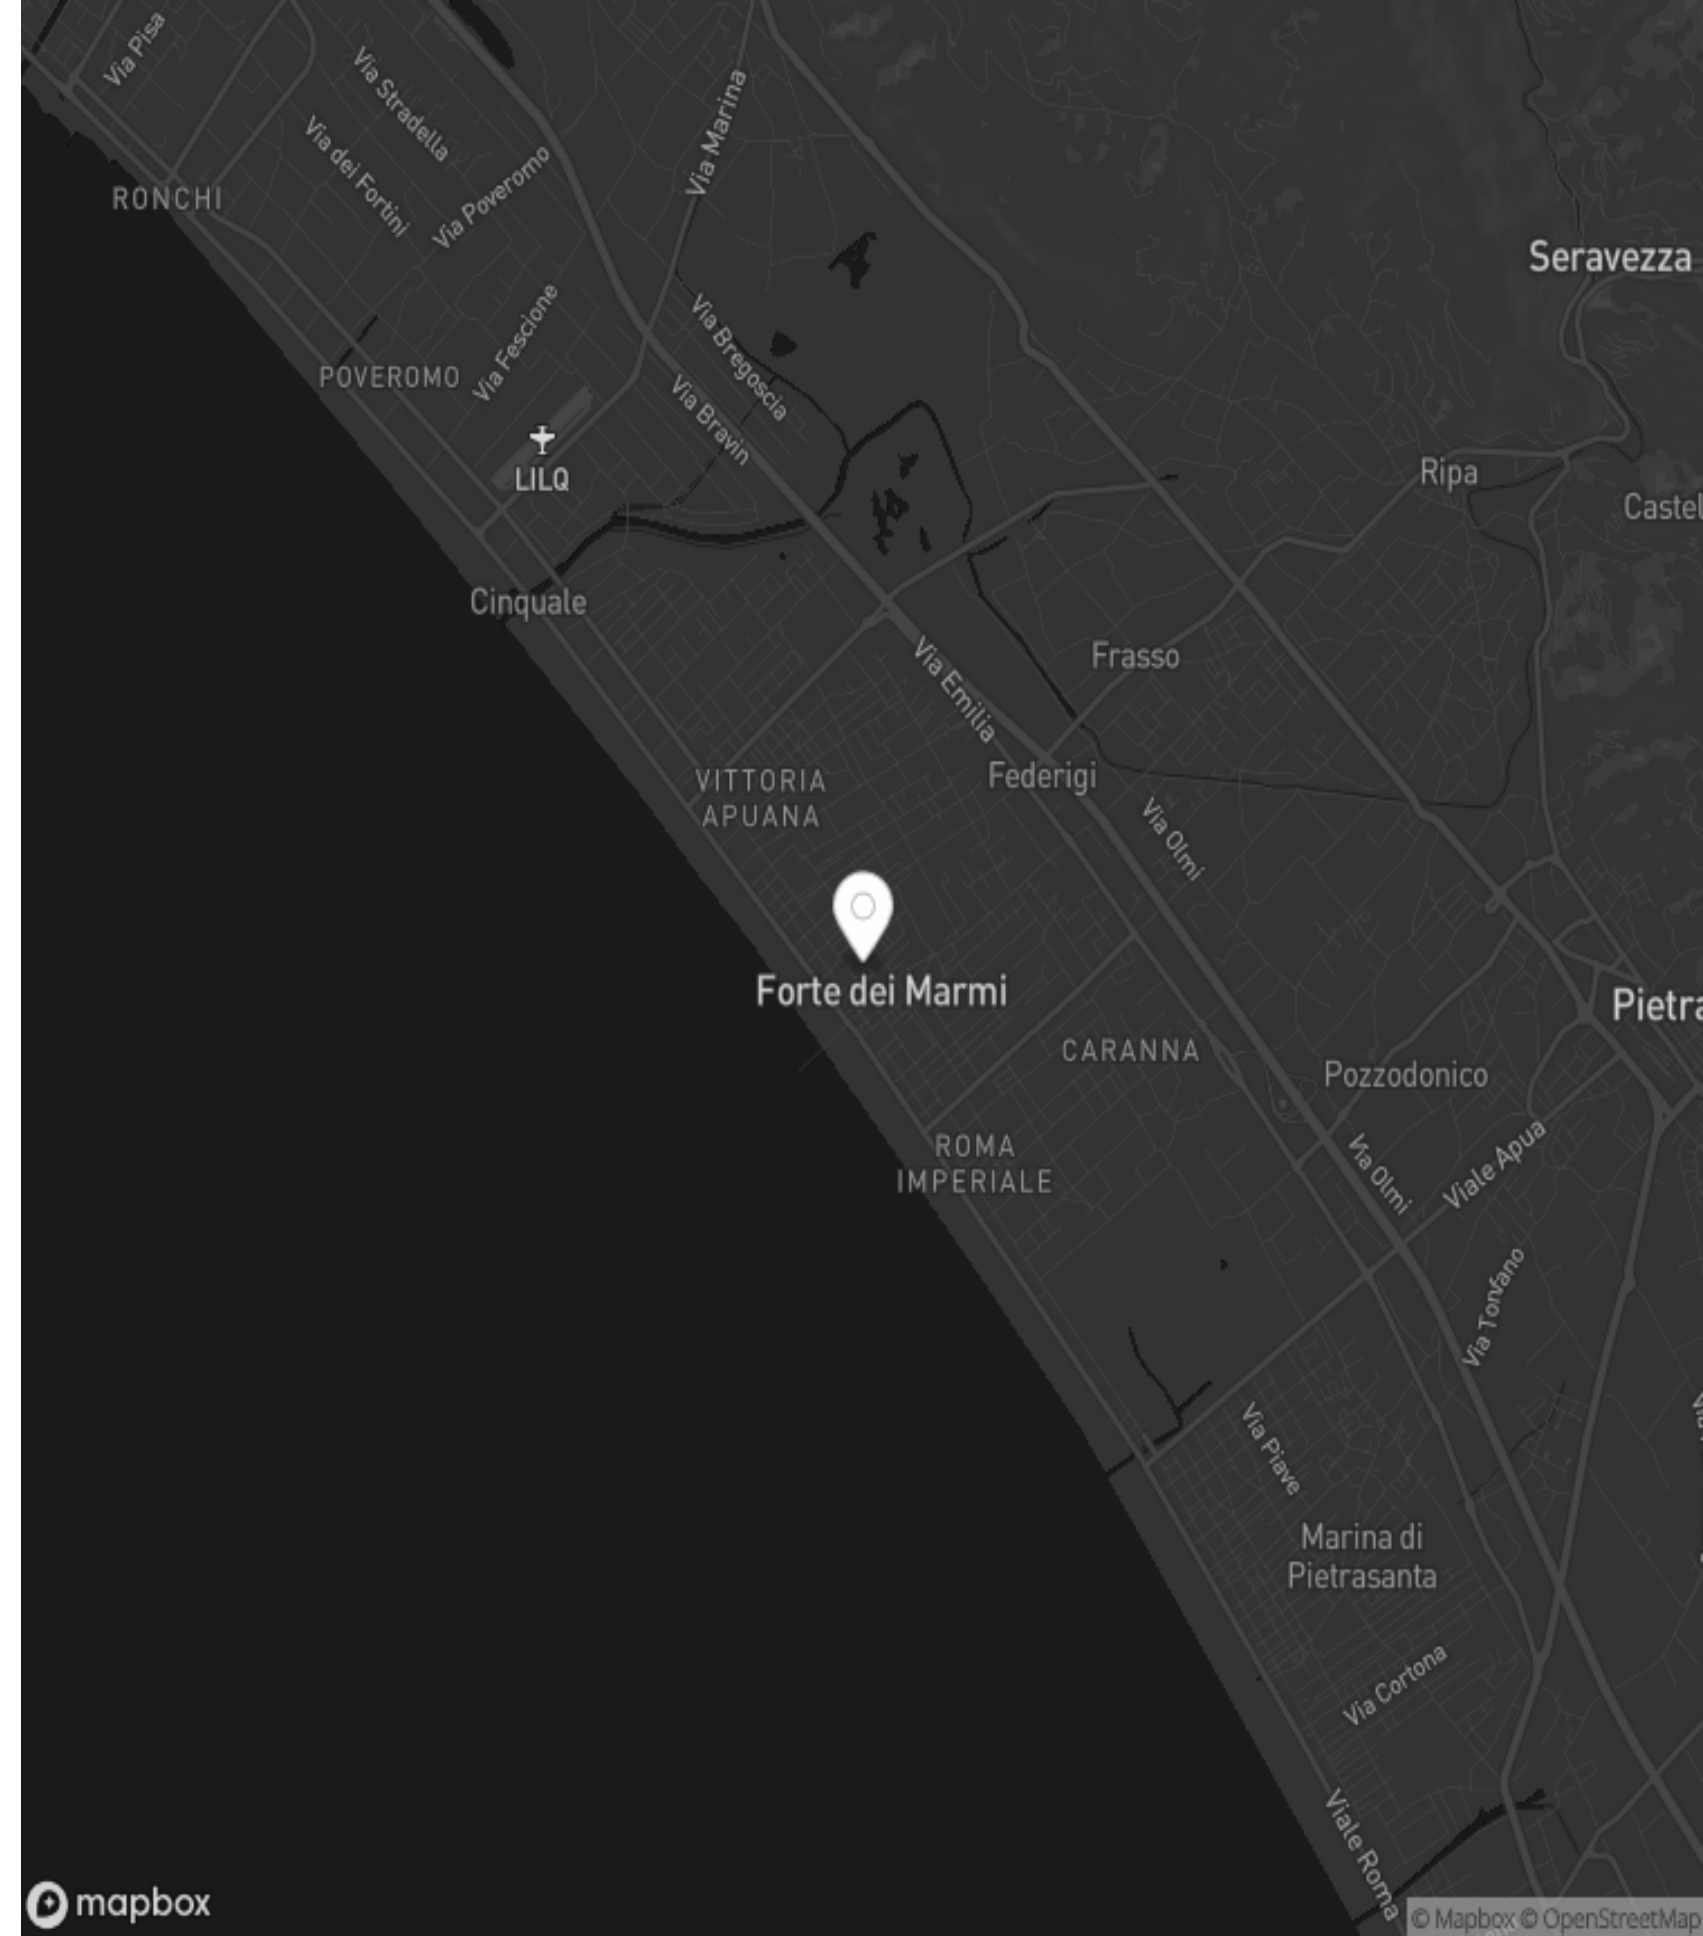 Via Pisa
Via Stradella
Via Marina
Via dei Fortini
Via Poveromo
RONCHI
Seravezza
Via Fescione
Via Bregoscia
POVEROMO
Via Bravin
LILQ
Ripa
Castel
Cinquale
Frasso
Via Emilia
VITTORIA
APUANA
Federigi
Via Olmi
Forte dei Marmi
Pietra
CARANNA
Pozzodonico
ROMA
IMPERIALE
Via Olmi
Viale Apua
Via Tonfano
Via Piave
Marina di
Pietrasanta
Via Cortona
Viale Roma
mapbox
© Mapbox © OpenStreetMap